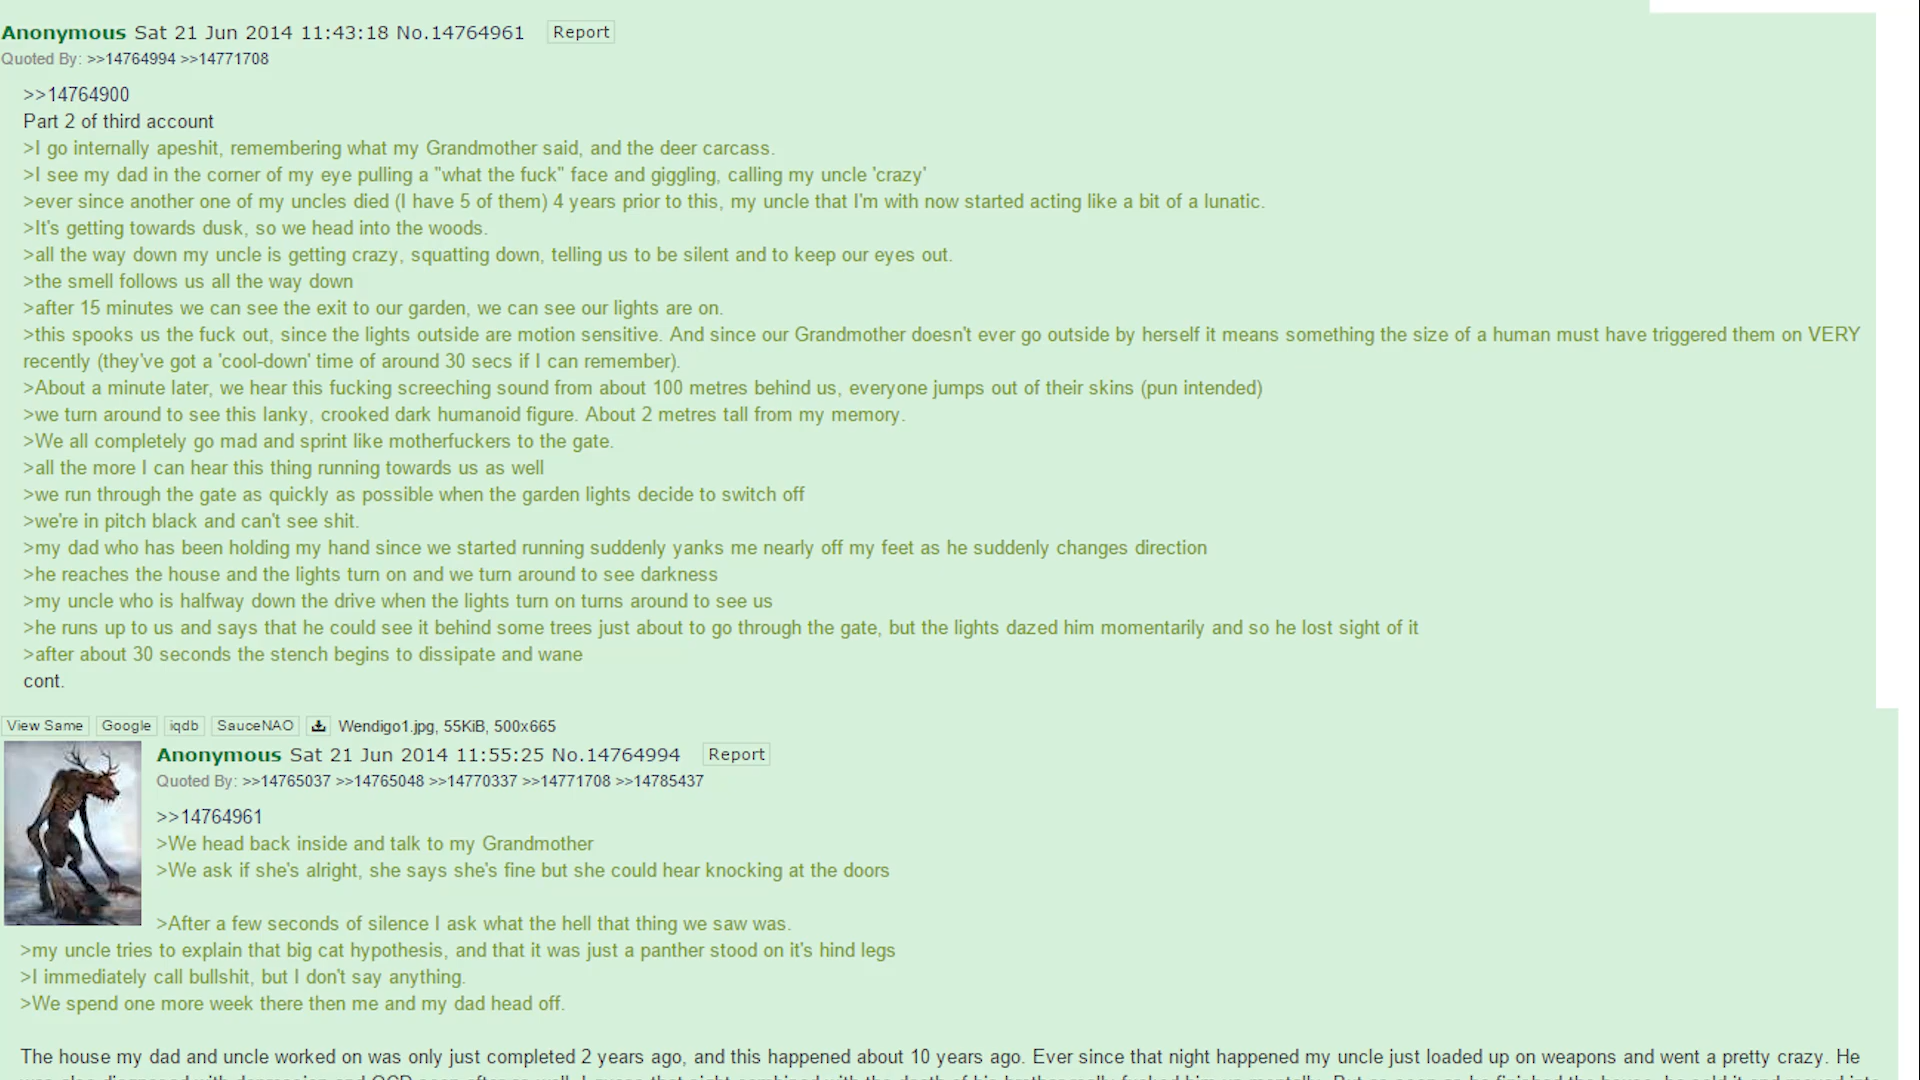 Anonymous Sat 21 Jun 2014 11:43:18 No.14764961 Report
Quoted By: >>14764994 >>14771708
>>14764900
Part 2 of third account
>I go internally apeshit, remembering what my Grandmother said, and the deer carcass.
>I see my dad in the corner of my eye pulling a "what the fuck" face and giggling, calling my uncle 'crazy'
>ever since another one of my uncles died (I have 5 of them) 4 years prior to this, my uncle that I'm with now started acting like a bit of a lunatic.
>It's getting towards dusk, so we head into the woods.
>all the way down my uncle is getting crazy, squatting down, telling us to be silent and to keep our eyes out.
>the smell follows us all the way down
>after 15 minutes we can see the exit to our garden, we can see our lights are on.
>this spooks us the fuck out, since the lights outside are motion sensitive. And since our Grandmother doesn't ever go outside by herself it means something the size of a human must have triggered them on VERY
recently (they've got a 'cool-down' time of around 30 secs if I can remember).
>About a minute later, we hear this fucking screeching sound from about 100 metres behind us, everyone jumps out of their skins (pun intended)
>we turn around to see this lanky, crooked dark humanoid figure. About 2 metres tall from my memory.
>We all completely go mad and sprint like motherfuckers to the gate.
>all the more I can hear this thing running towards us as well
>we run through the gate as quickly as possible when the garden lights decide to switch off
>we're in pitch black and can't see shit.
>my dad who has been holding my hand since we started running suddenly yanks me nearly off my feet as he suddenly changes direction
>he reaches the house and the lights turn on and we turn around to see darkness
>my uncle who is halfway down the drive when the lights turn on turns around to see us
>he runs up to us and says that he could see it behind some trees just about to go through the gate, but the lights dazed him momentarily and so he lost sight of it
>after about 30 seconds the stench begins to dissipate and wane
cont.
View Same Google iqdb SauceNAO Wendigo1.jpg, 55KiB, 500x665
Anonymous Sat 21 Jun 2014 11:55:25 No.14764994 Report
Quoted By: >>14765037 >>14765048 >>14770337 >>14771708 >>14785437
>>14764961
>We head back inside and talk to my Grandmother
>We ask if she's alright, she says she's fine but she could hear knocking at the doors
>After a few seconds of silence I ask what the hell that thing we saw was.
>my uncle tries to explain that big cat hypothesis, and that it was just a panther stood on it's hind legs
>I immediately call bullshit, but I don't say anything.
>We spend one more week there then me and my dad head off.
The house my dad and uncle worked on was only just completed 2 years ago, and this happened about 10 years ago. Ever since that night happened my uncle just loaded up on weapons and went a pretty crazy. He